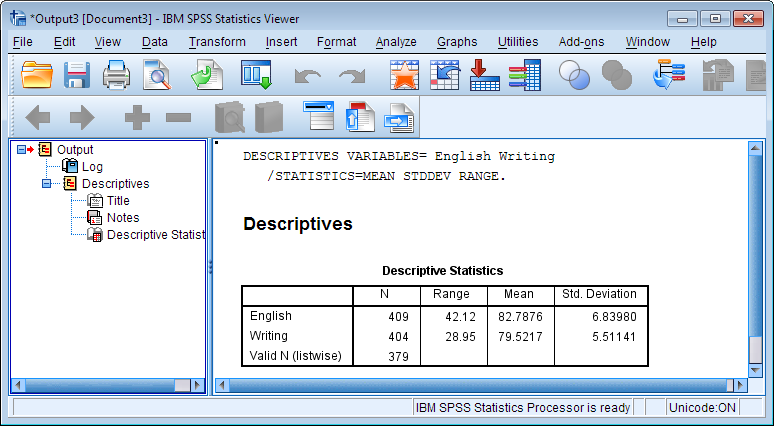 *Output3 [Document3] - IBM SPSS Statistics Viewer
File Edit View Data Transform Insert Format Analyze Graphs Utilities Add-ons Window Help
Output
Log
Descriptives
Title
Notes
Descriptive Statist
DESCRIPTIVES VARIABLES= English Writing
/STATISTICS=MEAN STDDEV RANGE.
Descriptives
Descriptive Statistics
N Range Mean Std. Deviation
English 409 42.12 82.7876 6.83980
Writing 404 28.95 79.5217 5.51141
Valid N (listwise) 379
IBM SPSS Statistics Processor is ready Unicode:ON